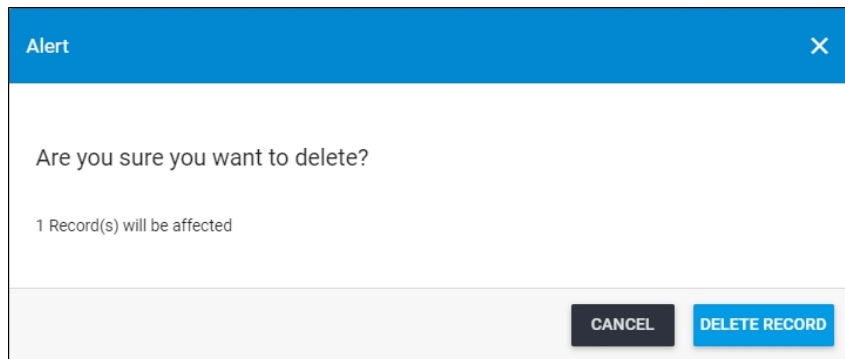 Alert
Are you sure you want to delete?
1 Record(s) will be affected
CANCEL DELETE RECORD